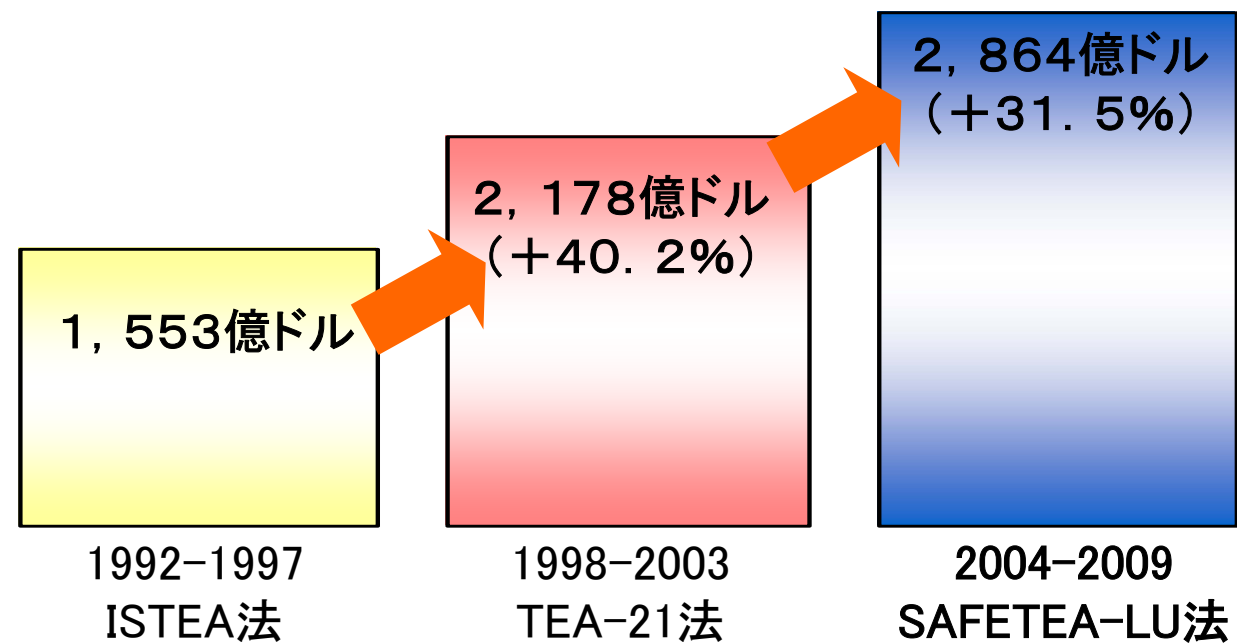 2，864億ドル
（＋31．5％）
2，178億ドル
（＋40．2％）
1，553億ドル
1992−1997
ISTEA法
1998−2003
TEA−21法
2004−2009
SAFETEA−LU法